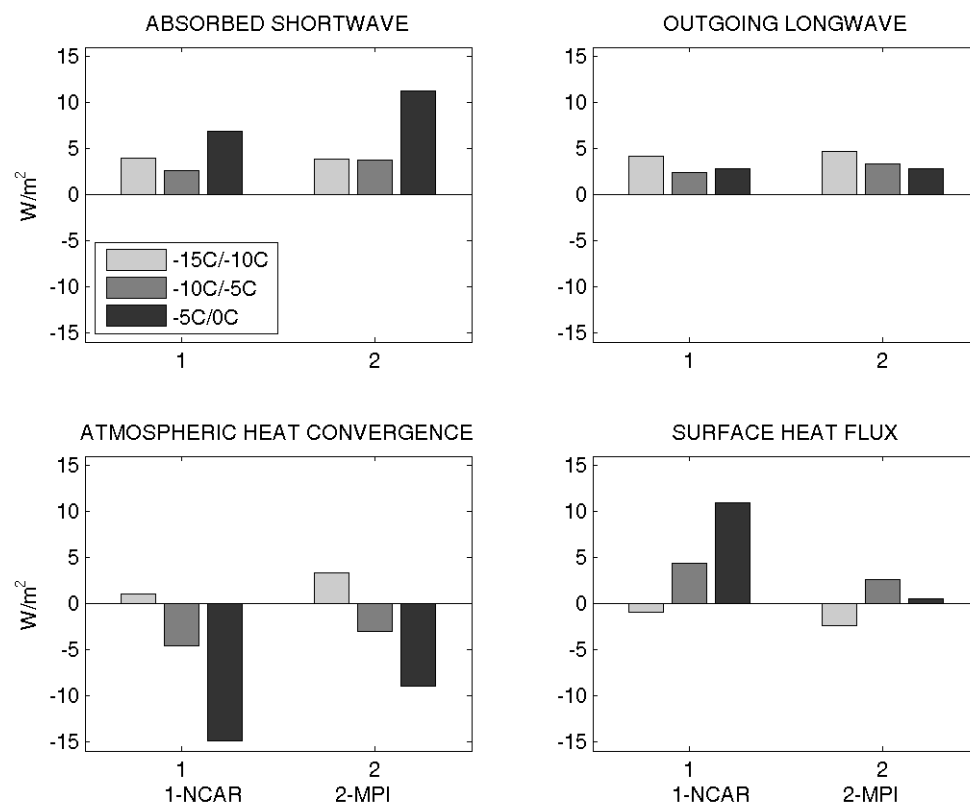 ABSORBED SHORTWAVE
OUTGOING LONGWAVE
15
10
5
0
-5
-10
-15
W/m²
-15C/-10C
-10C/-5C
-5C/0C
1 2
15
10
5
0
-5
-10
-15
1 2
ATMOSPHERIC HEAT CONVERGENCE
SURFACE HEAT FLUX
15
10
5
0
-5
-10
-15
W/m²
1 2
1-NCAR 2-MPI
15
10
5
0
-5
-10
-15
1 2
1-NCAR 2-MPI